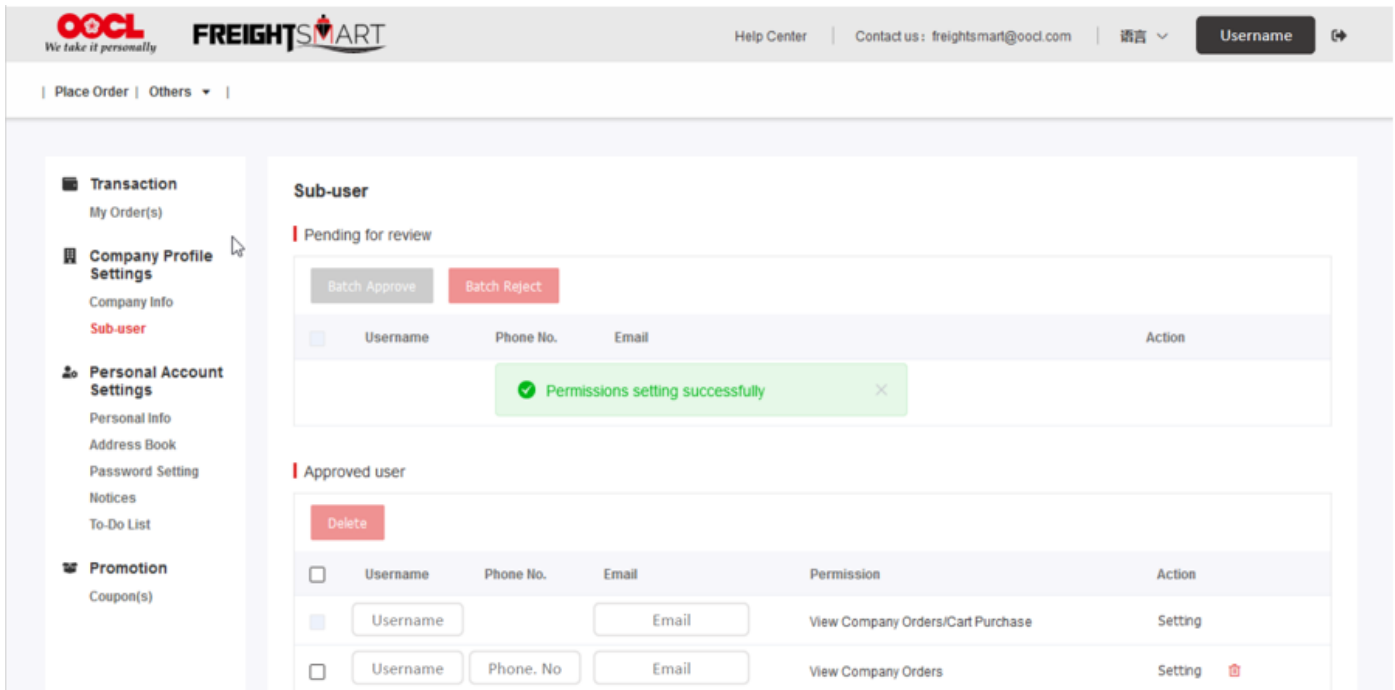 OOCL
We take it personally
FREIGHTSMART
Help Center | Contact us: freightsmart@oocl.com | 语言
Username
| Place Order | Others |
Transaction
My Order(s)
Company Profile
Settings
Company Info
Sub-user
Personal Account
Settings
Personal Info
Address Book
Password Setting
Notices
To-Do List
Promotion
Coupon(s)
Sub-user
Pending for review
Batch Approve Batch Reject
Username Phone No. Email Action
Permissions setting successfully
Approved user
Delete
Username Phone No. Email Permission Action
Username Email View Company Orders/Cart Purchase Setting
Username Phone. No Email View Company Orders Setting